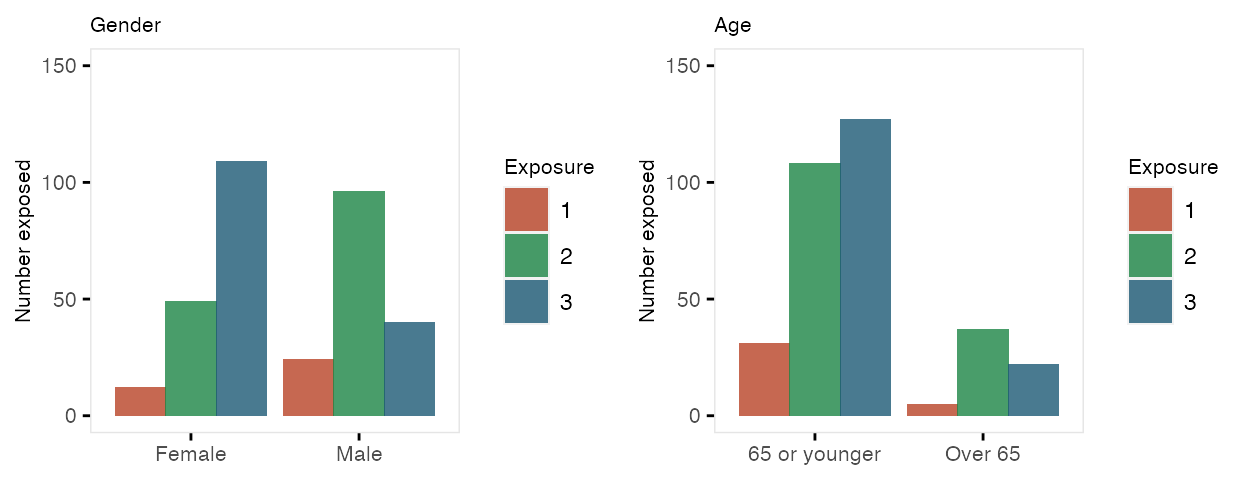 Gender
150
100
50
0
Number exposed
Female Male
Exposure
1
2
3
Age
150
100
50
0
Number exposed
65 or younger Over 65
Exposure
1
2
3